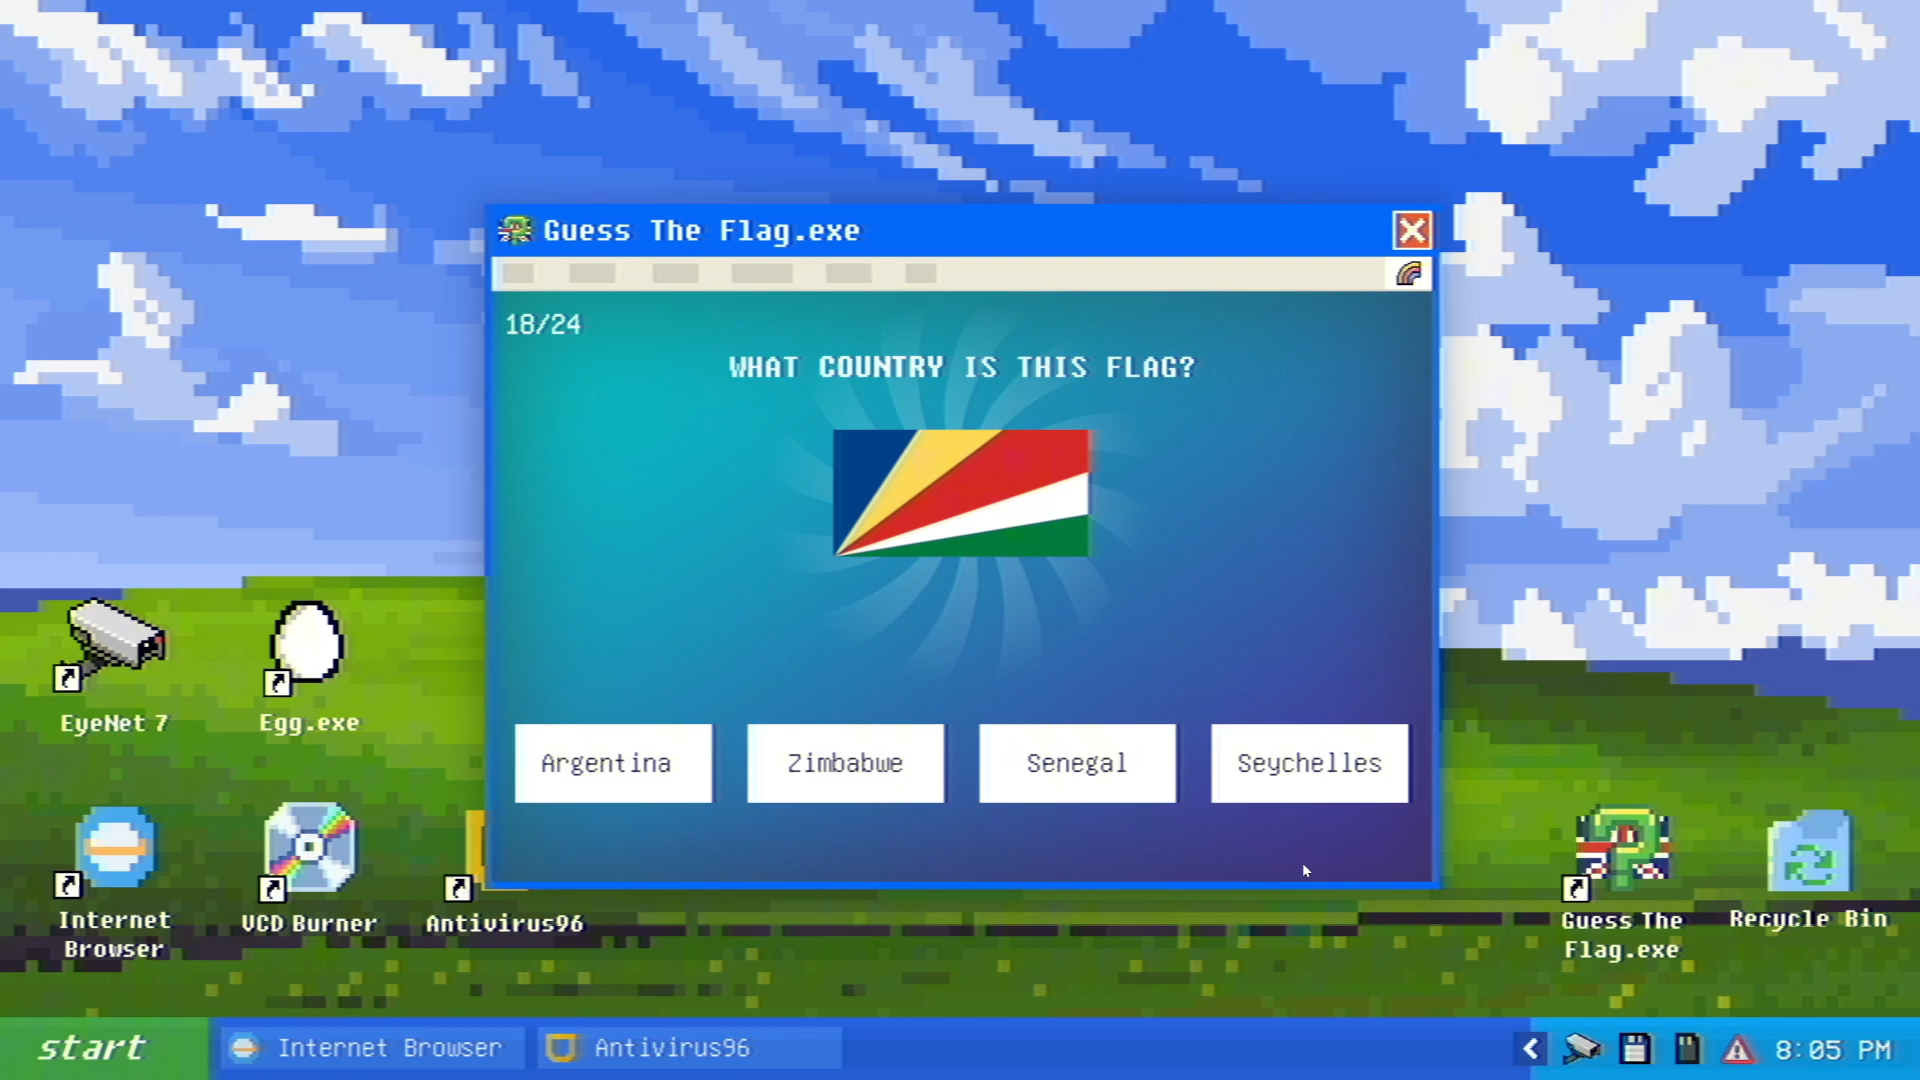 Guess The Flag.exe
18/24
WHAT COUNTRY IS THIS FLAG?
Argentina
Zimbabwe
Senegal
Seychelles
EyeNet 7
Egg.exe
Internet
Browser
VCD Burner
Antivirus96
Guess The
Flag.exe
Recycle Bin
start
Internet Browser
Antivirus96
8:05 PM